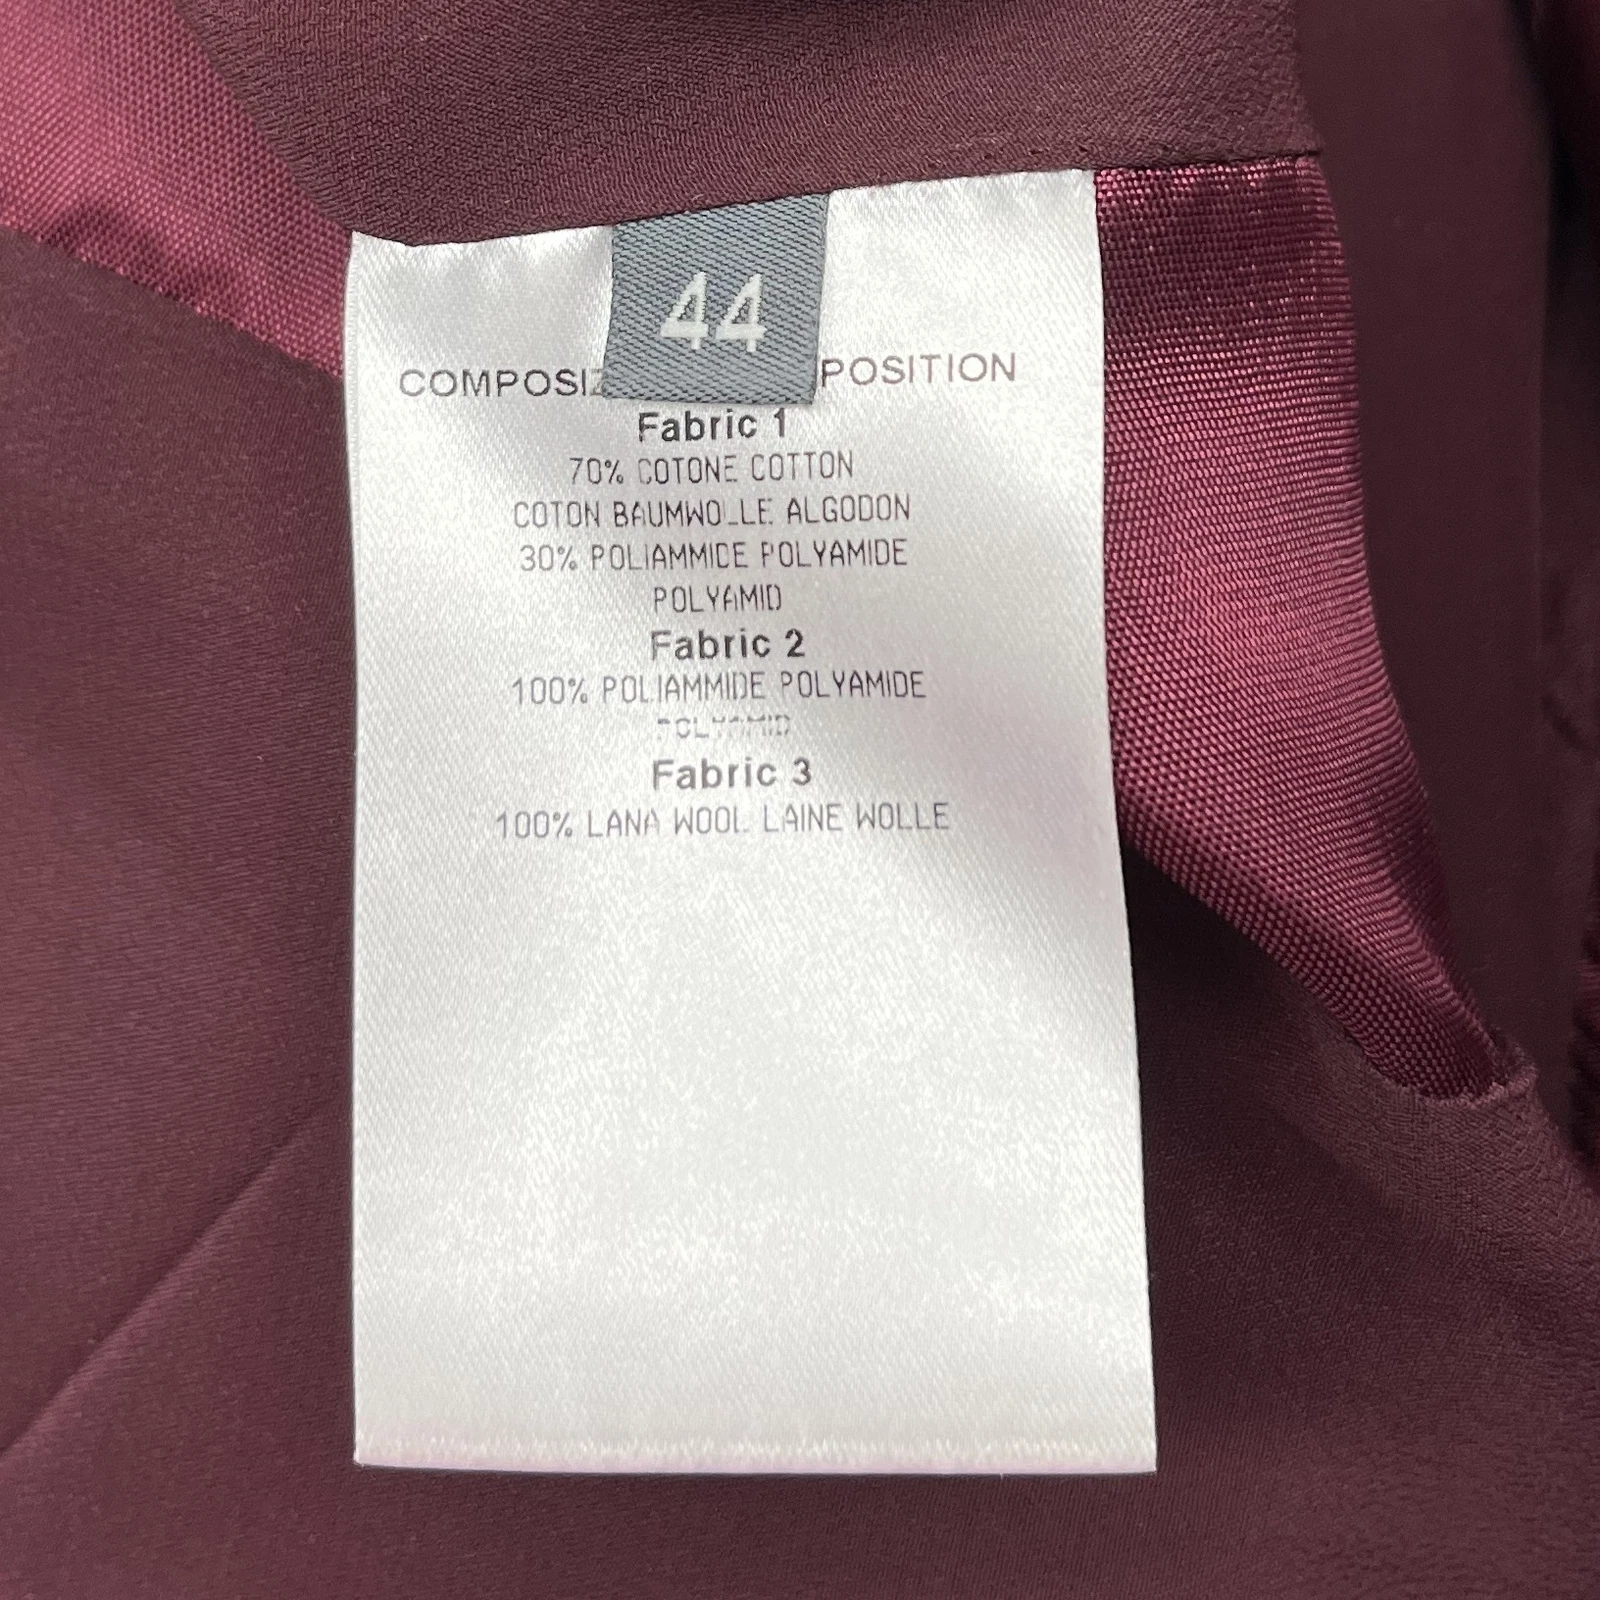 44
COMPOSIZ POSITION
Fabric 1
70% COTONE COTTON
COTON BAUMWOLLE ALGODON
30% POLIAMMIDE POLYAMIDE
POLYAMID
Fabric 2
100% POLIAMMIDE POLYAMIDE
POLYAMID
Fabric 3
100% LANA WOOL LAINE WOLLE